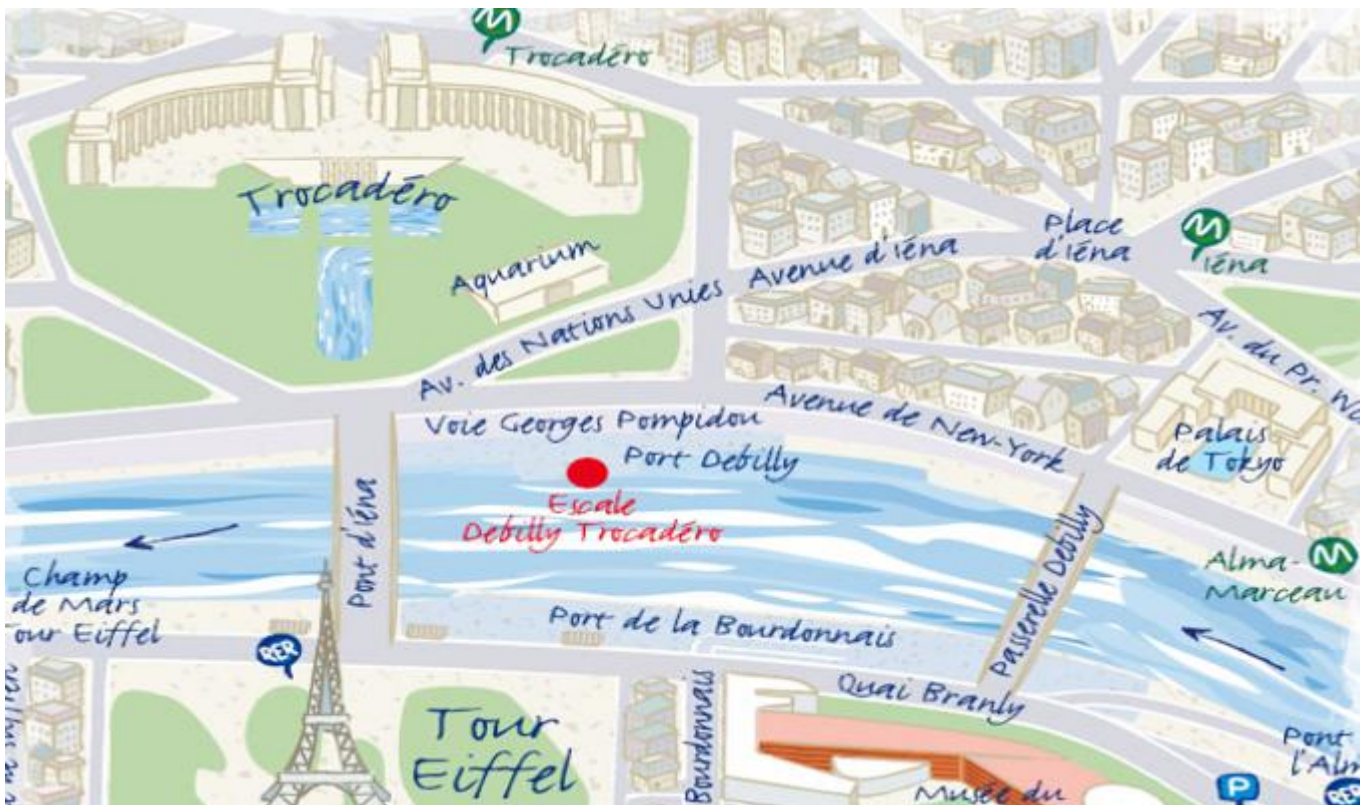 M
Trocadéro
Trocadéro
Aquarium
Av. des Nations Unies
Avenue d'iéna
Place
d'iéna
M
iéna
Av. du Pr. W
Voie Georges Pompidou
Avenue de New-York
Port Debilly
Palais
de Tokyo
Escale
Debilly Trocadéro
Pont d'iéna
Passerelle Debilly
Alma-
Marceau
M
Champ
de Mars
Tour Eiffel
RER
Port de la Bourdonnais
Quai Branly
Bourdonnais
Tour
Eiffel
Musée du
P
Pont
l'Alm
RER